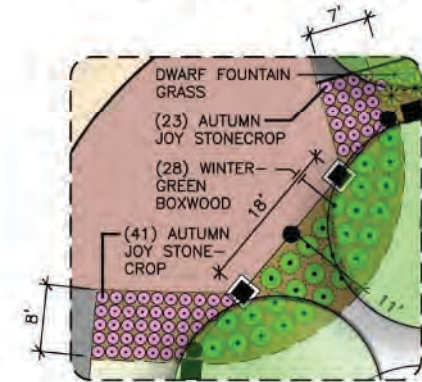 7'
DWARF FOUNTAIN
GRASS
(23) AUTUMN
JOY STONECROP
(28) WINTER-
GREEN
BOXWOOD
18'
(41) AUTUMN
JOY STONE-
CROP
8'
11'